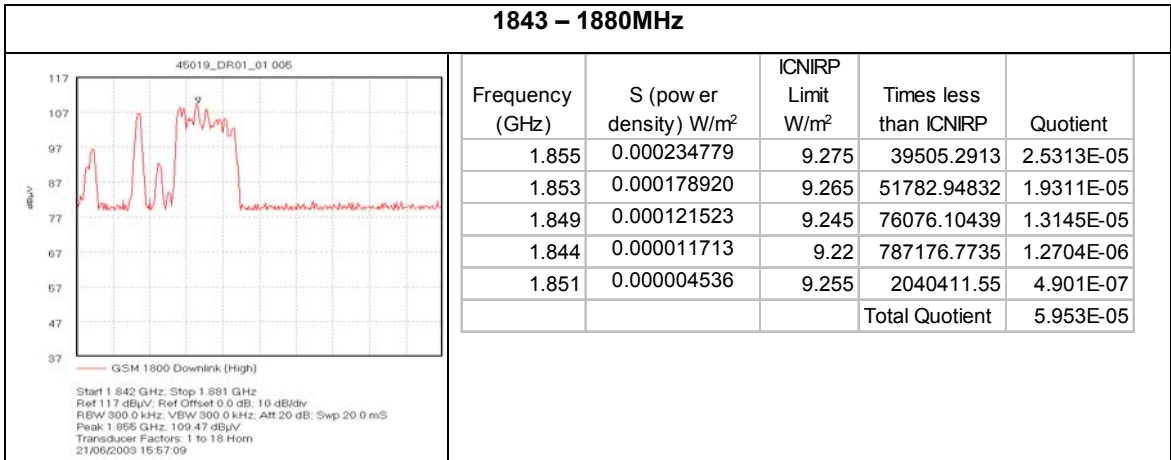 1843 – 1880MHz
45019_DR01_01 005
117
107
97
87
77
67
57
47
37
dBµV
GSM 1800 Downlink (High)
Start 1.842 GHz; Stop 1.881 GHz
Ref 117 dBµV; Ref Offset 0.0 dB; 10 dB/div
RBW 300.0 kHz; VBW 300.0 kHz; Att 20 dB; Swp 20.0 mS
Peak 1.855 GHz, 109.47 dBµV
Transducer Factors: 1 to 18 Horn
21/06/2003 15:57:09
Frequency (GHz) S (pow er density) W/m² ICNIRP Limit W/m² Times less than ICNIRP Quotient
1.855 0.000234779 9.275 39505.2913 2.5313E-05
1.853 0.000178920 9.265 51782.94832 1.9311E-05
1.849 0.000121523 9.245 76076.10439 1.3145E-05
1.844 0.000011713 9.22 787176.7735 1.2704E-06
1.851 0.000004536 9.255 2040411.55 4.901E-07
Total Quotient 5.953E-05